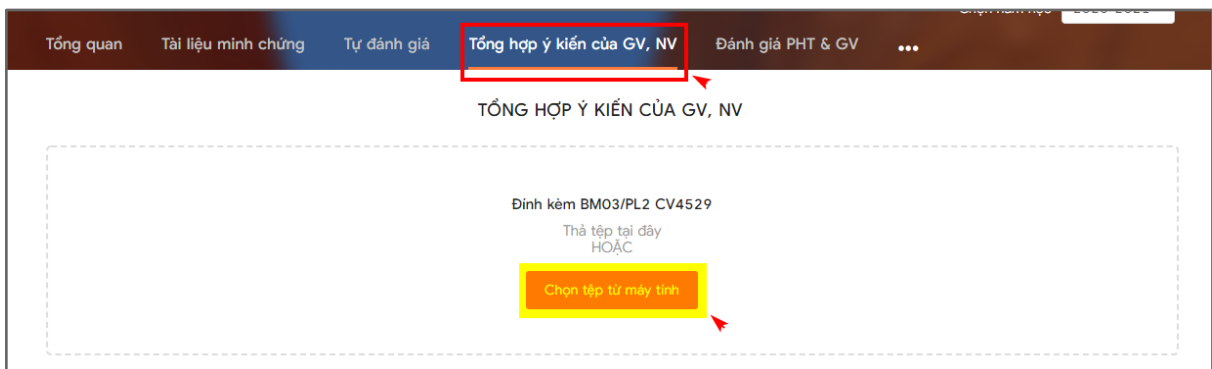 Tổng quan Tài liệu minh chứng Tự đánh giá Tổng hợp ý kiến của GV, NV Đánh giá PHT & GV •••
TỔNG HỢP Ý KIẾN CỦA GV, NV
Đính kèm BM03/PL2 CV4529
Thả tệp tại đây
HOẶC
Chọn tệp từ máy tính